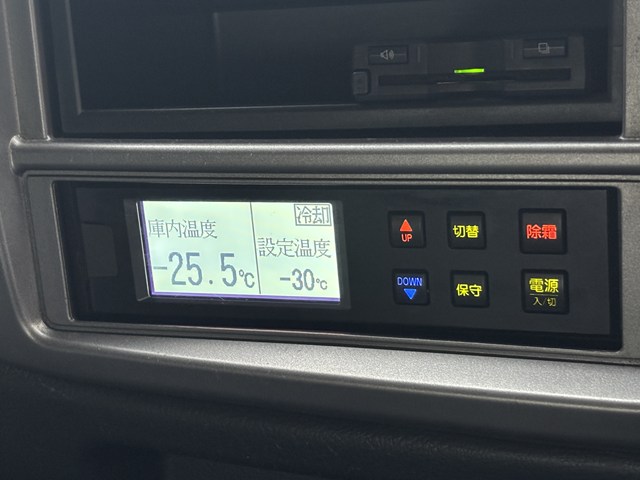 冷却
庫内温度
-25.5℃
設定温度
-30℃
UP
切替
除霜
DOWN
保守
電源
入/切